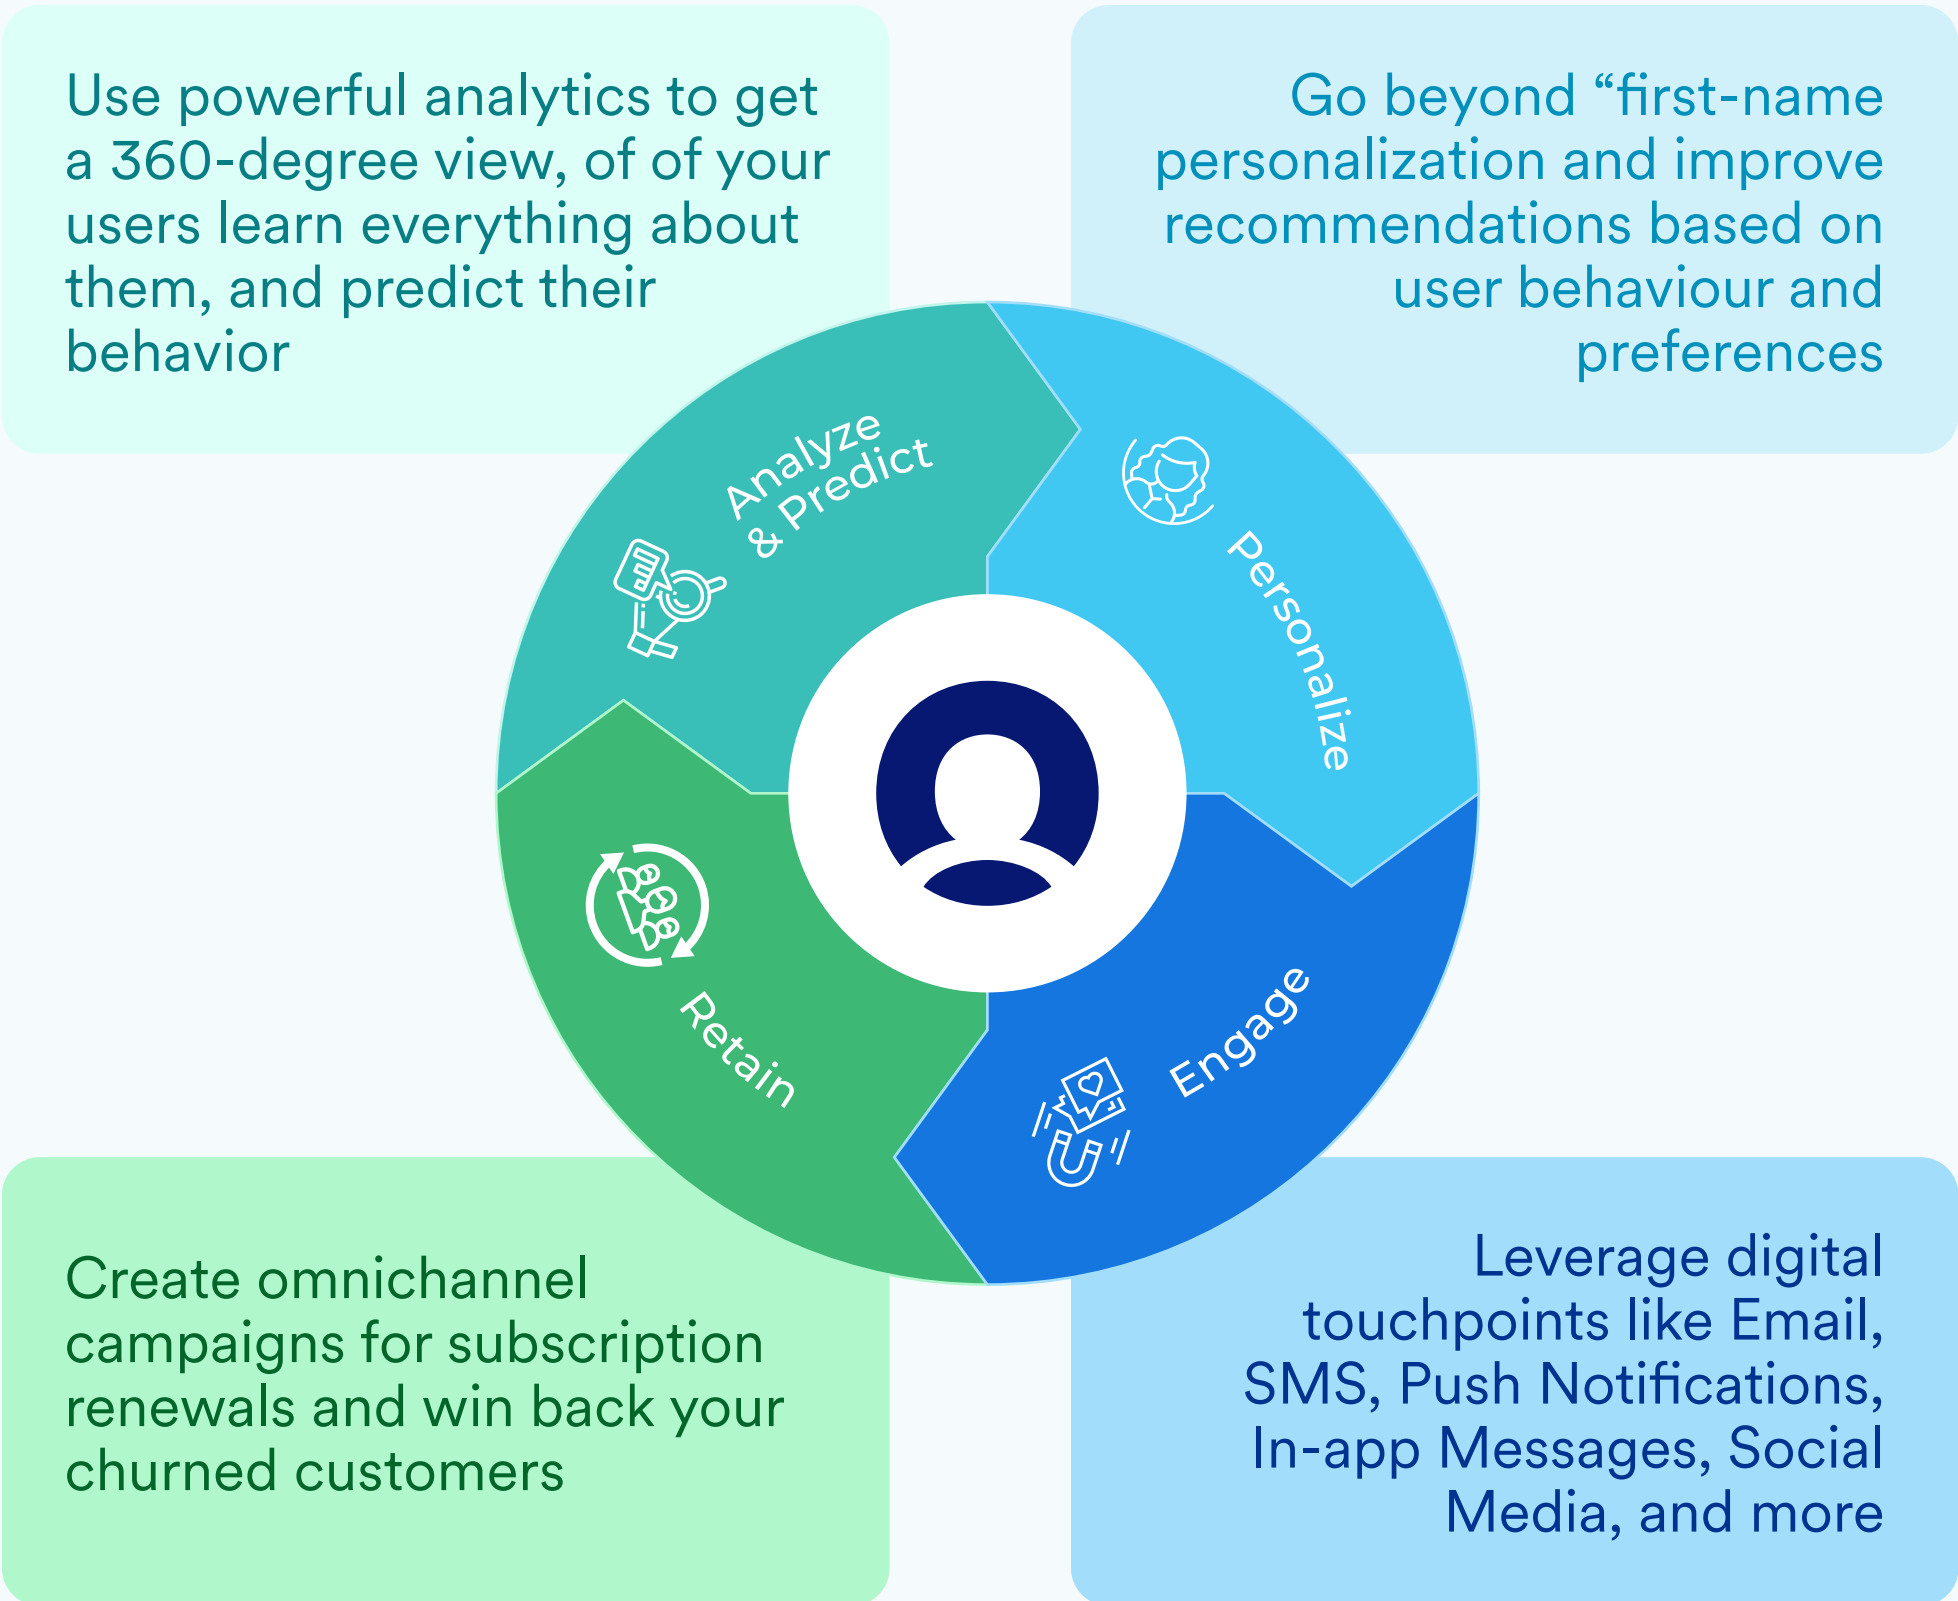 Use powerful analytics to get
a 360-degree view, of of your
users learn everything about
them, and predict their
behavior
Go beyond “first-name
personalization and improve
recommendations based on
user behaviour and
preferences
Analyze
& Predict
Personalize
Engage
Retain
Create omnichannel
campaigns for subscription
renewals and win back your
churned customers
Leverage digital
touchpoints like Email,
SMS, Push Notifications,
In-app Messages, Social
Media, and more